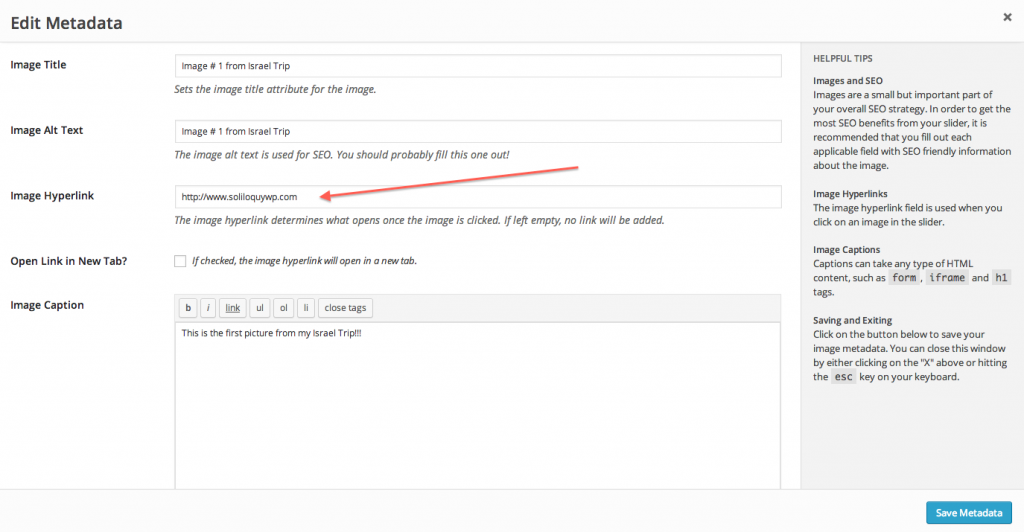 Edit Metadata
×
Image Title
Image # 1 from Israel Trip
Sets the image title attribute for the image.
Image Alt Text
Image # 1 from Israel Trip
The image alt text is used for SEO. You should probably fill this one out!
Image Hyperlink
http://www.soliloquywp.com
The image hyperlink determines what opens once the image is clicked. If left empty, no link will be added.
Open Link in New Tab?
If checked, the image hyperlink will open in a new tab.
Image Caption
b i link ul ol li close tags
This is the first picture from my Israel Trip!!!
HELPFUL TIPS
Images and SEO
Images are a small but important part
of your overall SEO strategy. In order to get the
most SEO benefits from your slider, it is
recommended that you fill out each
applicable field with SEO friendly information
about the image.
Image Hyperlinks
The image hyperlink field is used when you
click on an image in the slider.
Image Captions
Captions can take any type of HTML
content, such as form , iframe and h1
tags.
Saving and Exiting
Click on the button below to save your
image metadata. You can close this window
by either clicking on the "X" above or hitting
the esc key on your keyboard.
Save Metadata